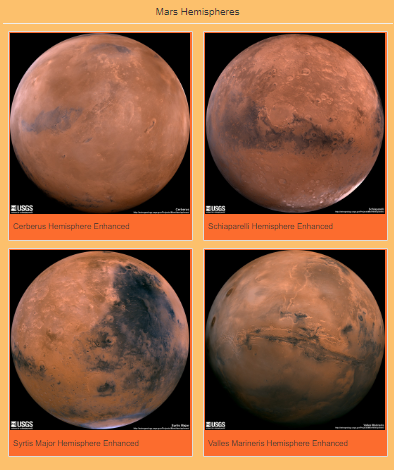 Mars Hemispheres
USGS
Cerberus
Cerberus Hemisphere Enhanced
USGS
Schiaparelli
Schiaparelli Hemisphere Enhanced
USGS
Syrtis Major
Syrtis Major Hemisphere Enhanced
USGS
Valles Marineris
Valles Marineris Hemisphere Enhanced